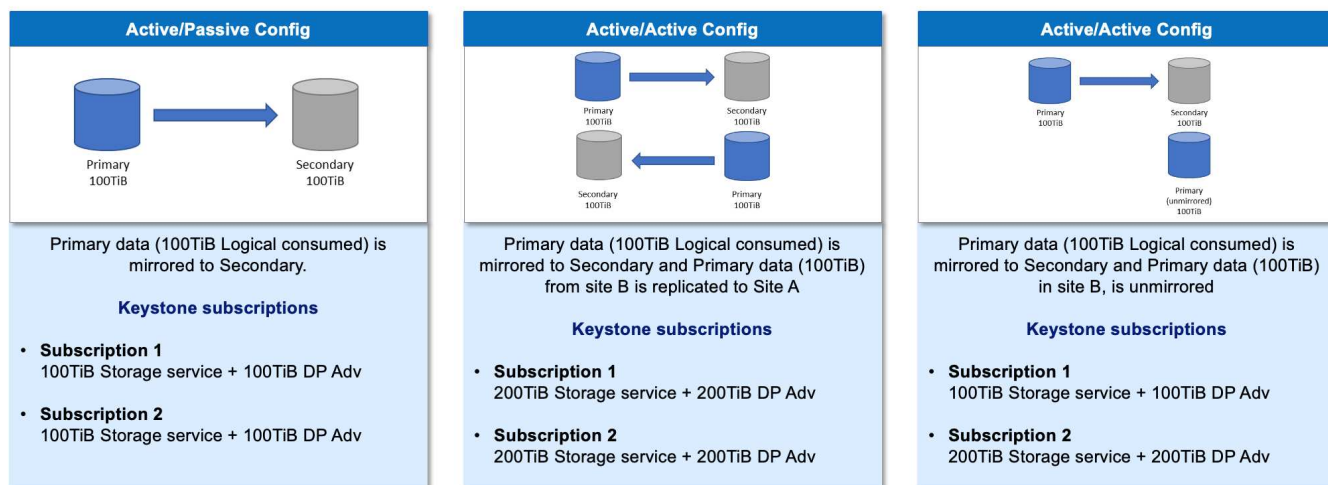 Active/Passive Config
Primary
100TiB
Secondary
100TiB
Primary data (100TiB Logical consumed) is
mirrored to Secondary.
Keystone subscriptions
• Subscription 1
100TiB Storage service + 100TiB DP Adv
• Subscription 2
100TiB Storage service + 100TiB DP Adv
Active/Active Config
Primary
100TiB
Secondary
100TiB
Secondary
100TiB
Primary
100TiB
Primary data (100TiB Logical consumed) is
mirrored to Secondary and Primary data (100TiB)
from site B is replicated to Site A
Keystone subscriptions
• Subscription 1
200TiB Storage service + 200TiB DP Adv
• Subscription 2
200TiB Storage service + 200TiB DP Adv
Active/Active Config
Primary
100TiB
Secondary
100TiB
Primary
(unmirrored)
100TiB
Primary data (100TiB Logical consumed) is
mirrored to Secondary and Primary data (100TiB)
in site B, is unmirrored
Keystone subscriptions
• Subscription 1
100TiB Storage service + 100TiB DP Adv
• Subscription 2
200TiB Storage service + 200TiB DP Adv